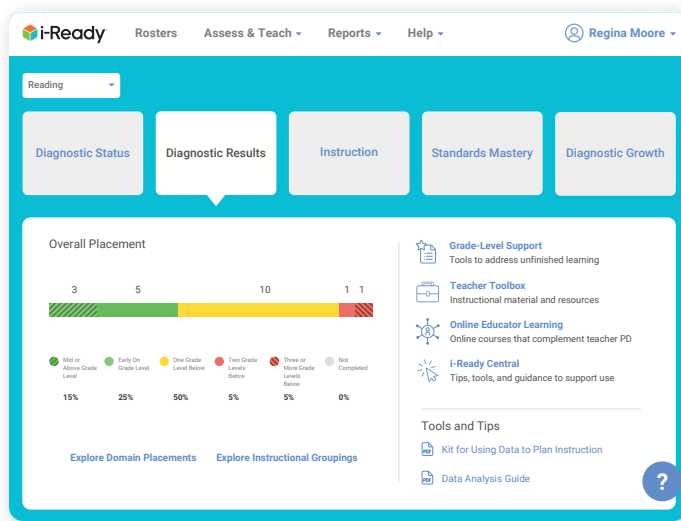 i-Ready Rosters Assess & Teach Reports Help Regina Moore
Reading
Diagnostic Status Diagnostic Results Instruction Standards Mastery Diagnostic Growth
Overall Placement
3 5 10 1 1
Mid or
Above Grade
Level
Early On
Grade Level
One Grade
Level Below
Two Grade
Levels
Below
Three or
More Grade
Levels
Below
Not
Completed
15% 25% 50% 5% 5% 0%
Explore Domain Placements Explore Instructional Groupings
Grade-Level Support
Tools to address unfinished learning
Teacher Toolbox
Instructional material and resources
Online Educator Learning
Online courses that complement teacher PD
i-Ready Central
Tips, tools, and guidance to support use
Tools and Tips
PDF Kit for Using Data to Plan Instruction
PDF Data Analysis Guide
?